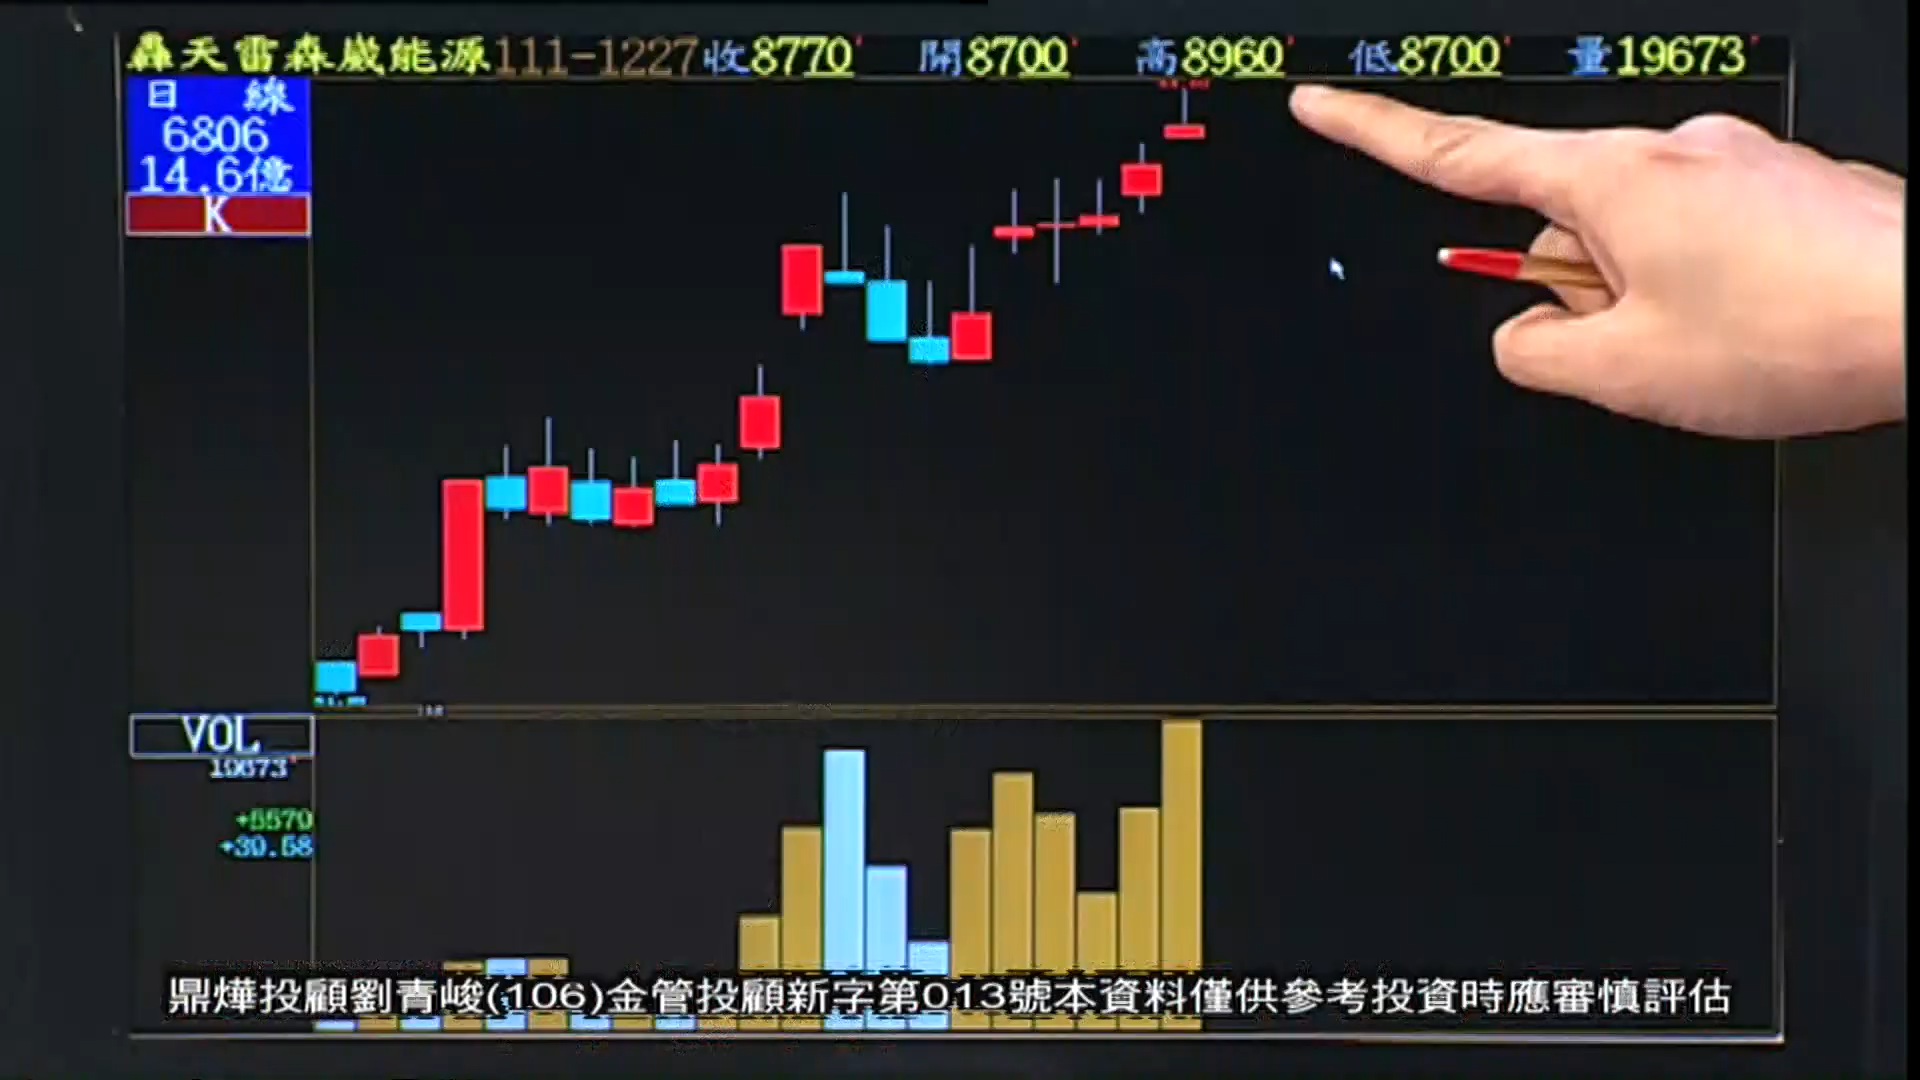 轟天雷森崴能源111-1227收8770 開8700 高8960 低8700 量19673
日 線
6806
14.6億
K
VOL
19673
+5570
+30.58
鼎燁投顧劉青峻(106)金管投顧新字第013號本資料僅供參考投資時應審慎評估